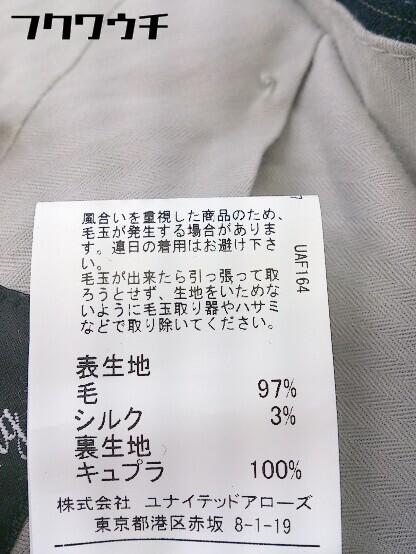 フクワウチ
風合いを重視した商品のため、
毛玉が発生する場合がありま
す。連日の着用はお避け下さ
い。
毛玉が出来たら引っ張って取
ろうとせず、生地をいためな
いように毛玉取り器やハサミ
などで取り除いてください。
UAF164
表生地
毛 97%
シルク 3%
裏生地
キュプラ 100%
株式会社 ユナイテッドアローズ
東京都港区赤坂 8-1-19